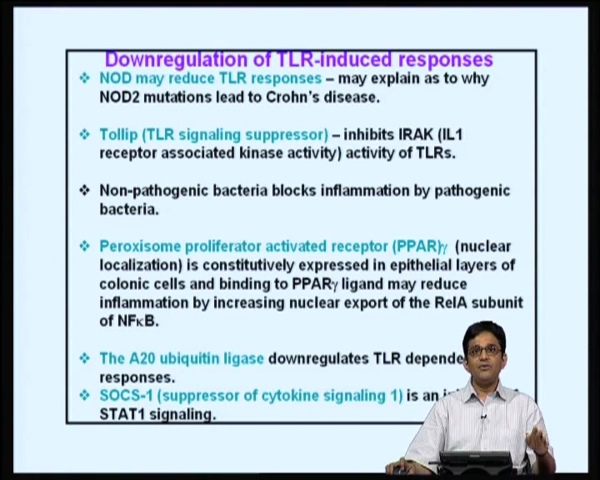 Downregulation of TLR-induced responses
❖ NOD may reduce TLR responses – may explain as to why
NOD2 mutations lead to Crohn's disease.
❖ Tollip (TLR signaling suppressor) – inhibits IRAK (IL1
receptor associated kinase activity) activity of TLRs.
❖ Non-pathogenic bacteria blocks inflammation by pathogenic
bacteria.
❖ Peroxisome proliferator activated receptor (PPAR)γ (nuclear
localization) is constitutively expressed in epithelial layers of
colonic cells and binding to PPARγ ligand may reduce
inflammation by increasing nuclear export of the RelA subunit
of NFκB.
❖ The A20 ubiquitin ligase downregulates TLR
responses.
❖ SOCS-1 (suppressor of cytokine signaling 1) is an
STAT1 signaling.